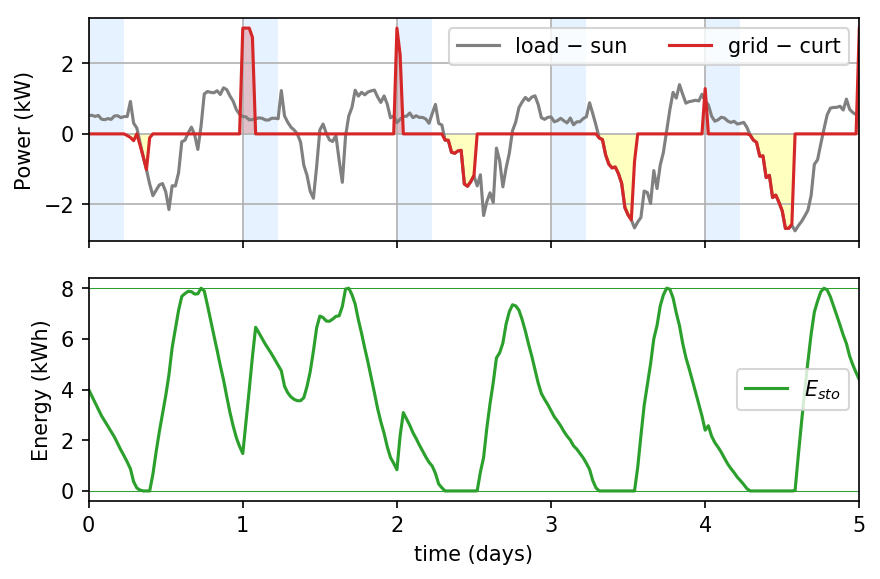 Power (kW)
2
0
−2
load − sun
grid − curt
Energy (kWh)
8
6
4
2
0
E_sto
0 1 2 3 4 5
time (days)